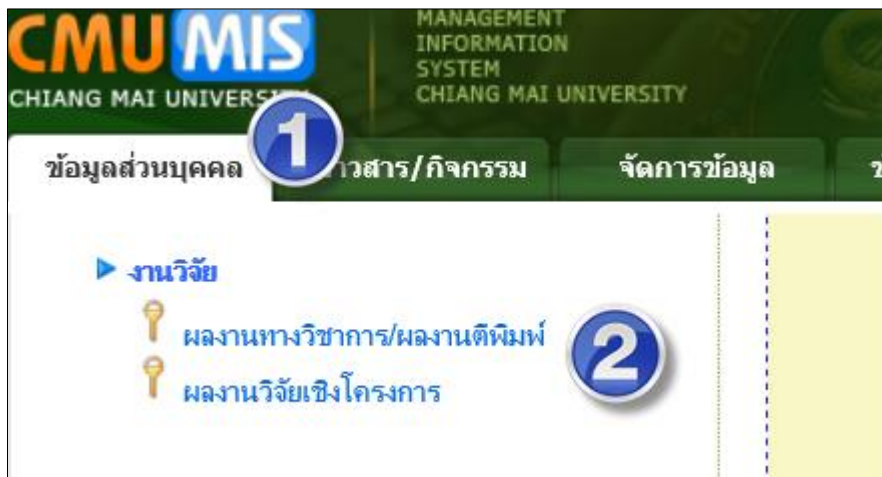 CMU MIS
CHIANG MAI UNIVERSITY
MANAGEMENT
INFORMATION
SYSTEM
CHIANG MAI UNIVERSITY
1
ข้อมูลส่วนบุคคล จัดการข้อมูล
งานวิจัย
ผลงานทางวิชาการ/ผลงานตีพิมพ์
2
ผลงานวิจัยเชิงโครงการ